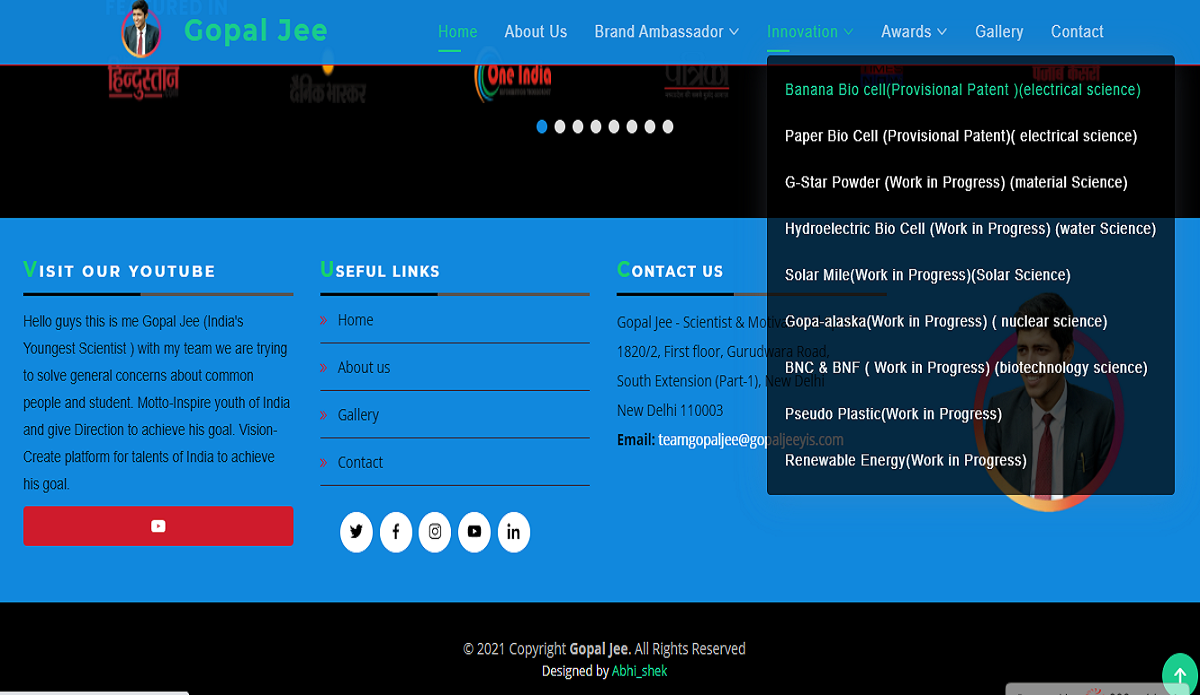 FEATURED IN
Gopal Jee
Home
About Us
Brand Ambassador
Innovation
Awards
Gallery
Contact
हिन्दुस्तान
दैनिक भास्कर
One India
पत्रिका
पंजाब केसरी
Banana Bio cell(Provisional Patent )(electrical science)
Paper Bio Cell (Provisional Patent)( electrical science)
G-Star Powder (Work in Progress) (material Science)
Hydroelectric Bio Cell (Work in Progress) (water Science)
Solar Mile(Work in Progress)(Solar Science)
Gopa-alaska(Work in Progress) ( nuclear science)
BNC & BNF ( Work in Progress) (biotechnology science)
Pseudo Plastic(Work in Progress)
Renewable Energy(Work in Progress)
VISIT OUR YOUTUBE
Hello guys this is me Gopal Jee (India's
Youngest Scientist ) with my team we are trying
to solve general concerns about common
people and student. Motto-Inspire youth of India
and give Direction to achieve his goal. Vision-
Create platform for talents of India to achieve
his goal.
USEFUL LINKS
Home
About us
Gallery
Contact
CONTACT US
Gopal Jee - Scientist &
1820/2, First floor, Gurudwara Road,
South Extension (Part-1), New Delhi
New Delhi 110003
Email: teamgopaljee@gopaljeeyis.com
© 2021 Copyright Gopal Jee. All Rights Reserved
Designed by Abhi_shek